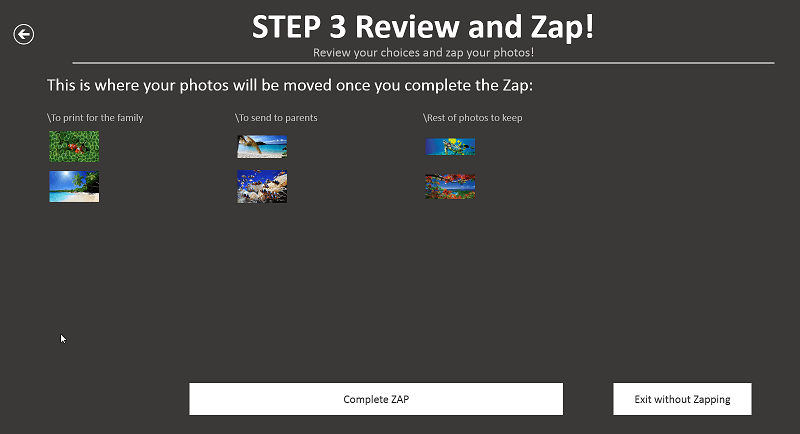 STEP 3 Review and Zap!
Review your choices and zap your photos!
This is where your photos will be moved once you complete the Zap:
\To print for the family
\To send to parents
\Rest of photos to keep
Complete ZAP
Exit without Zapping